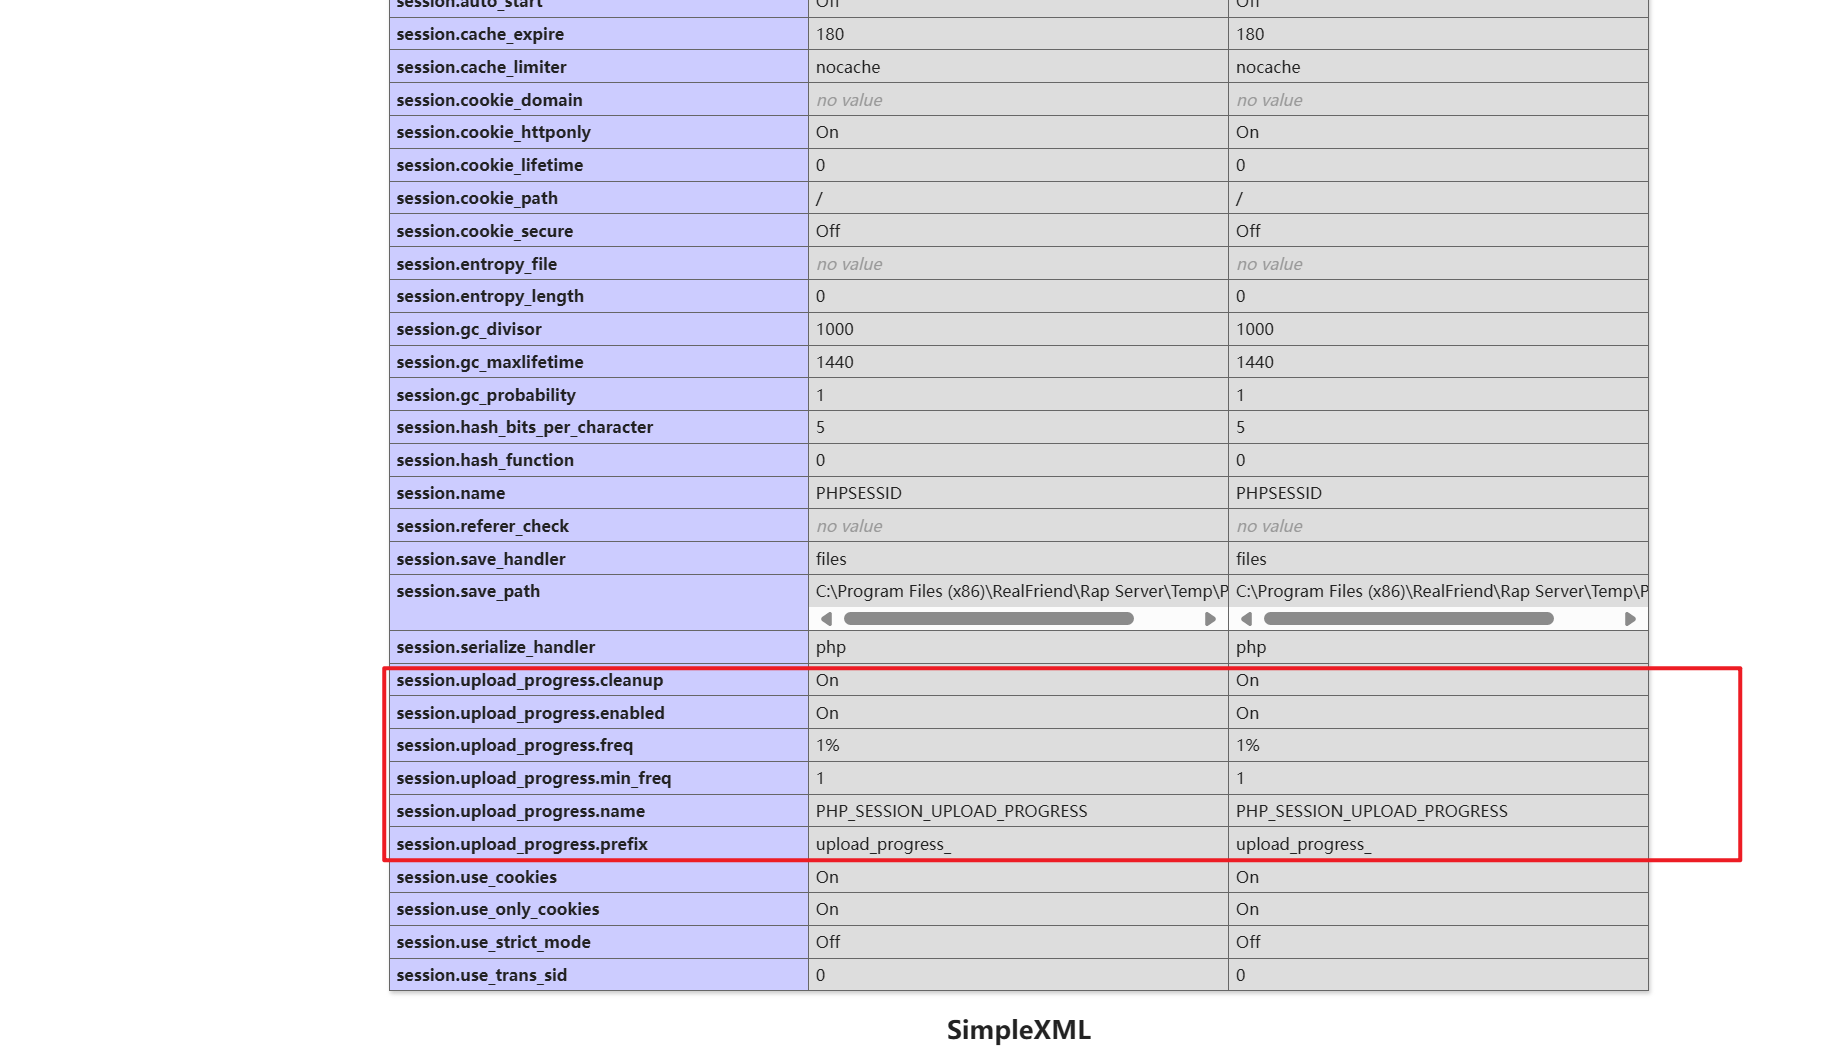 session.auto_start Off Off
session.cache_expire 180 180
session.cache_limiter nocache nocache
session.cookie_domain no value no value
session.cookie_httponly On On
session.cookie_lifetime 0 0
session.cookie_path / /
session.cookie_secure Off Off
session.entropy_file no value no value
session.entropy_length 0 0
session.gc_divisor 1000 1000
session.gc_maxlifetime 1440 1440
session.gc_probability 1 1
session.hash_bits_per_character 5 5
session.hash_function 0 0
session.name PHPSESSID PHPSESSID
session.referer_check no value no value
session.save_handler files files
session.save_path C:\Program Files (x86)\RealFriend\Rap Server\Temp\P C:\Program Files (x86)\RealFriend\Rap Server\Temp\P
session.serialize_handler php php
session.upload_progress.cleanup On On
session.upload_progress.enabled On On
session.upload_progress.freq 1% 1%
session.upload_progress.min_freq 1 1
session.upload_progress.name PHP_SESSION_UPLOAD_PROGRESS PHP_SESSION_UPLOAD_PROGRESS
session.upload_progress.prefix upload_progress_ upload_progress_
session.use_cookies On On
session.use_only_cookies On On
session.use_strict_mode Off Off
session.use_trans_sid 0 0
SimpleXML